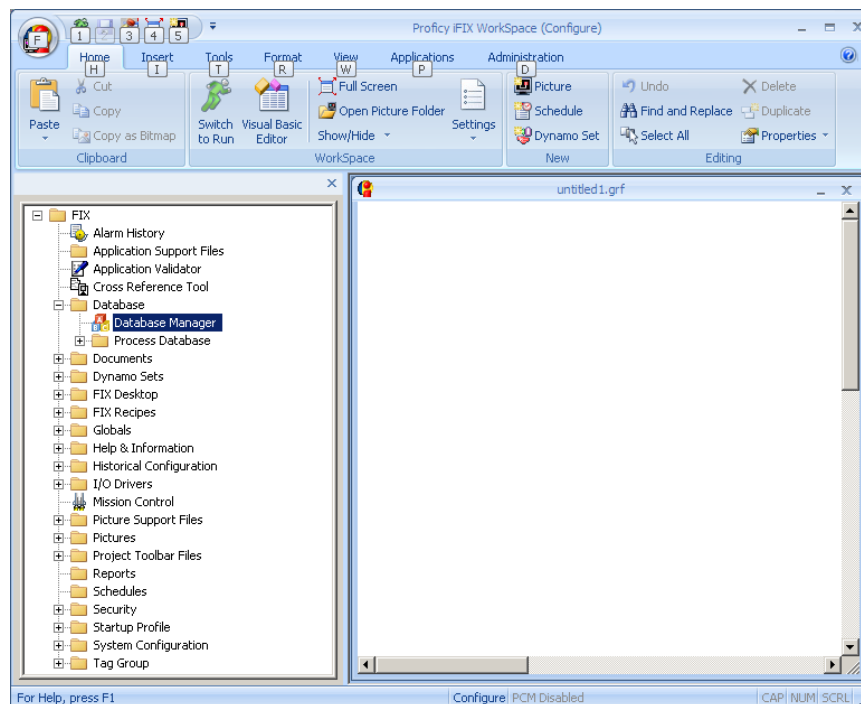 Proficy iFIX WorkSpace (Configure)
F 1 2 3 4 5
Home Insert Tools Format View Applications Administration
H I T R W P D
Paste
Cut
Copy
Copy as Bitmap
Clipboard
Switch to Run
Visual Basic Editor
Full Screen
Open Picture Folder
Show/Hide
Settings
WorkSpace
Picture
Schedule
Dynamo Set
New
Undo
Find and Replace
Select All
Delete
Duplicate
Properties
Editing
untitled1.grf
FIX
Alarm History
Application Support Files
Application Validator
Cross Reference Tool
Database
Database Manager
Process Database
Documents
Dynamo Sets
FIX Desktop
FIX Recipes
Globals
Help & Information
Historical Configuration
I/O Drivers
Mission Control
Picture Support Files
Pictures
Project Toolbar Files
Reports
Schedules
Security
Startup Profile
System Configuration
Tag Group
For Help, press F1
Configure PCM Disabled
CAP NUM SCRL